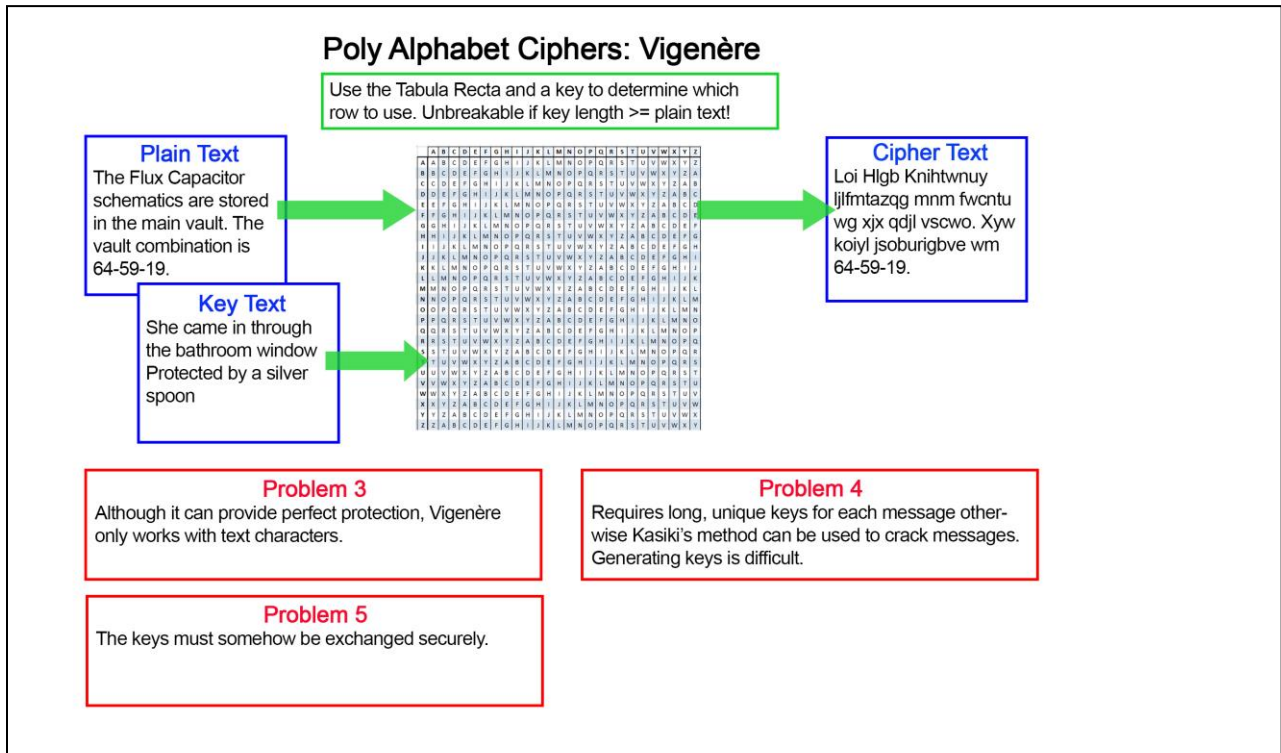 Poly Alphabet Ciphers: Vigenère
Use the Tabula Recta and a key to determine which
row to use. Unbreakable if key length >= plain text!
Plain Text
The Flux Capacitor
schematics are stored
in the main vault. The
vault combination is
64-59-19.
Key Text
She came in through
the bathroom window
Protected by a silver
spoon
A B C D E F G H I J K L M N O P Q R S T U V W X Y Z
A A B C D E F G H I J K L M N O P Q R S T U V W X Y Z
B B C D E F G H I J K L M N O P Q R S T U V W X Y Z A
C C D E F G H I J K L M N O P Q R S T U V W X Y Z A B
D D E F G H I J K L M N O P Q R S T U V W X Y Z A B C
E E F G H I J K L M N O P Q R S T U V W X Y Z A B C D
F F G H I J K L M N O P Q R S T U V W X Y Z A B C D E
G G H I J K L M N O P Q R S T U V W X Y Z A B C D E F
H H I J K L M N O P Q R S T U V W X Y Z A B C D E F G
I I J K L M N O P Q R S T U V W X Y Z A B C D E F G H
J J K L M N O P Q R S T U V W X Y Z A B C D E F G H I
K K L M N O P Q R S T U V W X Y Z A B C D E F G H I J
L L M N O P Q R S T U V W X Y Z A B C D E F G H I J K
M M N O P Q R S T U V W X Y Z A B C D E F G H I J K L
N N O P Q R S T U V W X Y Z A B C D E F G H I J K L M
O O P Q R S T U V W X Y Z A B C D E F G H I J K L M N
P P Q R S T U V W X Y Z A B C D E F G H I J K L M N O
Q Q R S T U V W X Y Z A B C D E F G H I J K L M N O P
R R S T U V W X Y Z A B C D E F G H I J K L M N O P Q
S S T U V W X Y Z A B C D E F G H I J K L M N O P Q R
T U V W X Y Z A B C D E F G H I J K L M N O P Q R S
U U V W X Y Z A B C D E F G H I J K L M N O P Q R S T
V V W X Y Z A B C D E F G H I J K L M N O P Q R S T U
W W X Y Z A B C D E F G H I J K L M N O P Q R S T U V
X X Y Z A B C D E F G H I J K L M N O P Q R S T U V W
Y Y Z A B C D E F G H I J K L M N O P Q R S T U V W X
Z Z A B C D E F G H I J K L M N O P Q R S T U V W X Y
Cipher Text
Loi Hlgb Knihtwnuy
ljlfmtazqg mnm fwcntu
wg xjx qdjl vscwo. Xyw
koiyl jsoburigbve wm
64-59-19.
Problem 3
Although it can provide perfect protection, Vigenère
only works with text characters.
Problem 4
Requires long, unique keys for each message other-
wise Kasiki's method can be used to crack messages.
Generating keys is difficult.
Problem 5
The keys must somehow be exchanged securely.